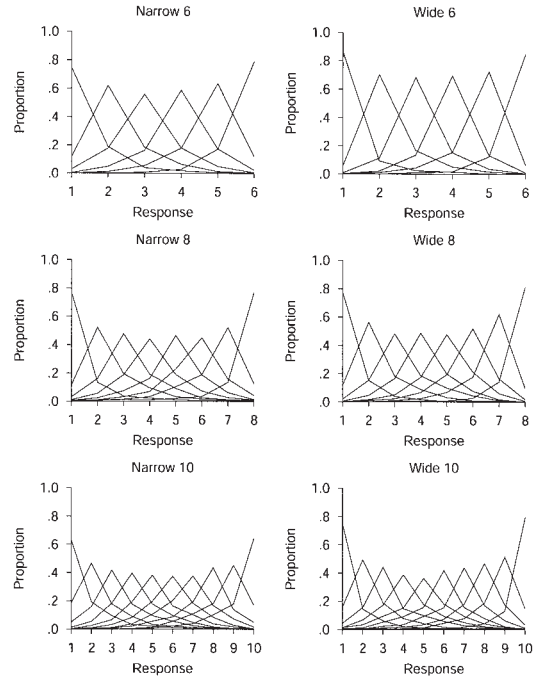 Narrow 6
1.0
.8
.6
.4
.2
.0
Proportion
1 2 3 4 5 6
Response
Wide 6
1.0
.8
.6
.4
.2
.0
Proportion
1 2 3 4 5 6
Response
Narrow 8
1.0
.8
.6
.4
.2
.0
Proportion
1 2 3 4 5 6 7 8
Response
Wide 8
1.0
.8
.6
.4
.2
.0
Proportion
1 2 3 4 5 6 7 8
Response
Narrow 10
1.0
.8
.6
.4
.2
.0
Proportion
1 2 3 4 5 6 7 8 9 10
Response
Wide 10
1.0
.8
.6
.4
.2
.0
Proportion
1 2 3 4 5 6 7 8 9 10
Response